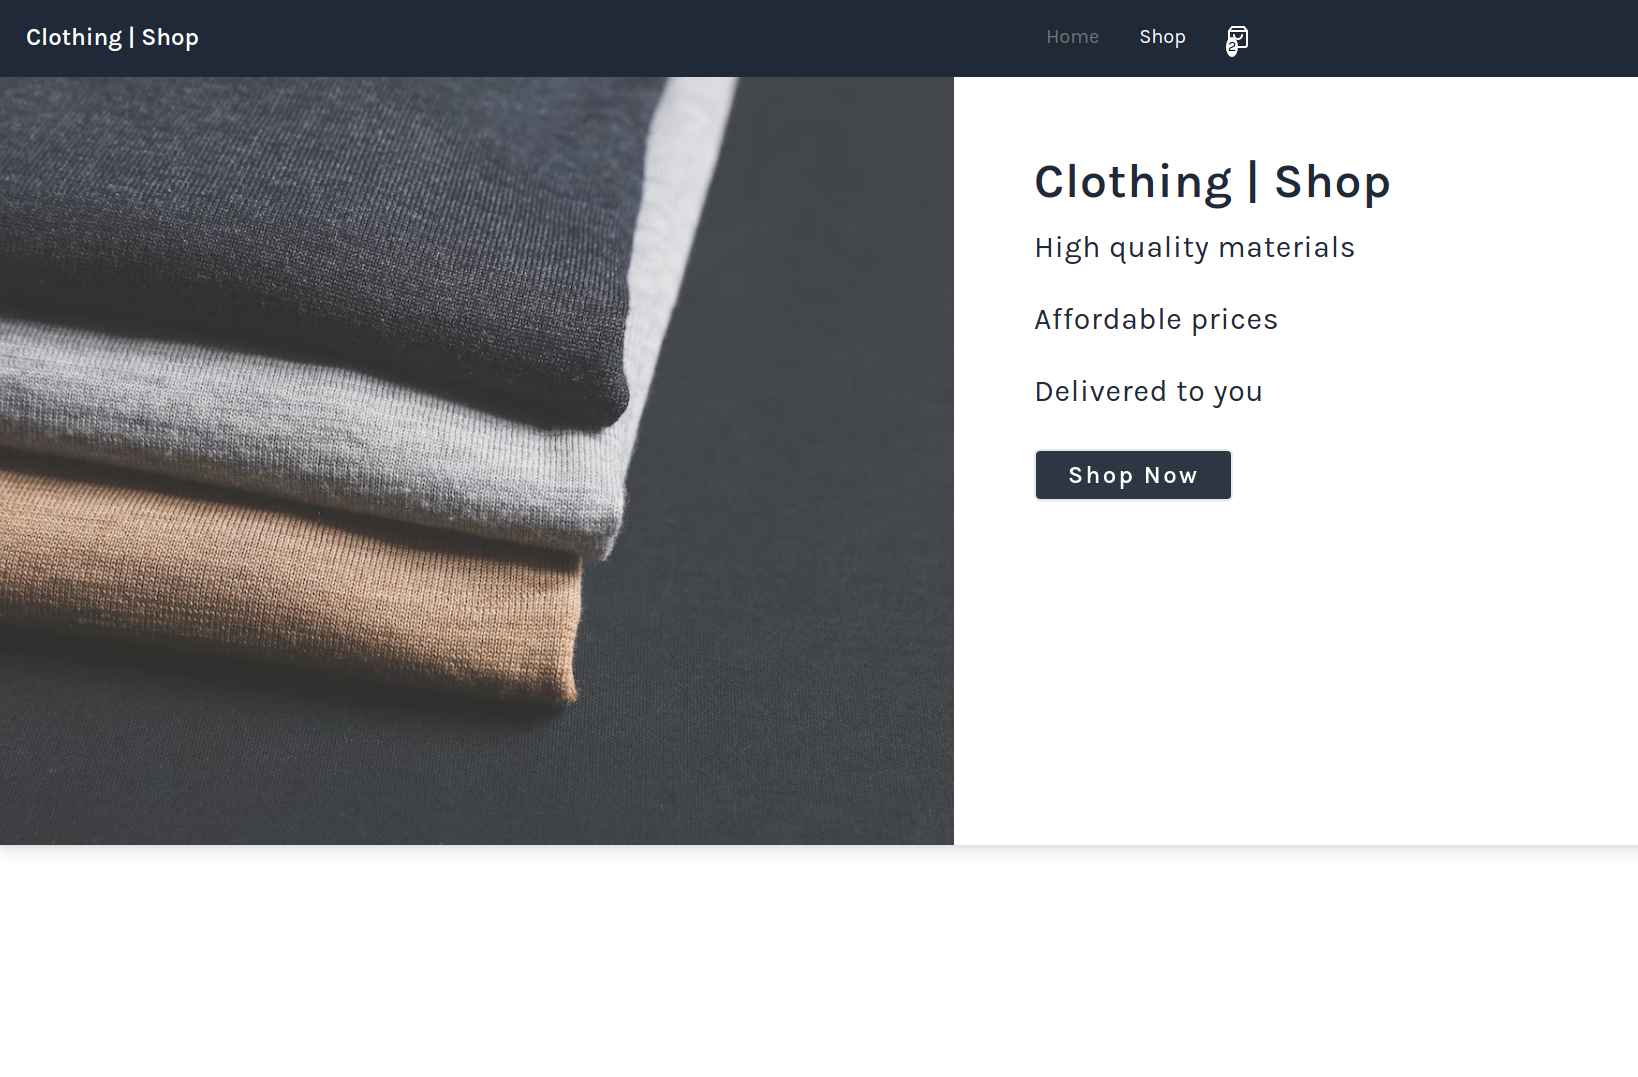 Clothing | Shop
Home Shop 2
Clothing | Shop
High quality materials
Affordable prices
Delivered to you
Shop Now